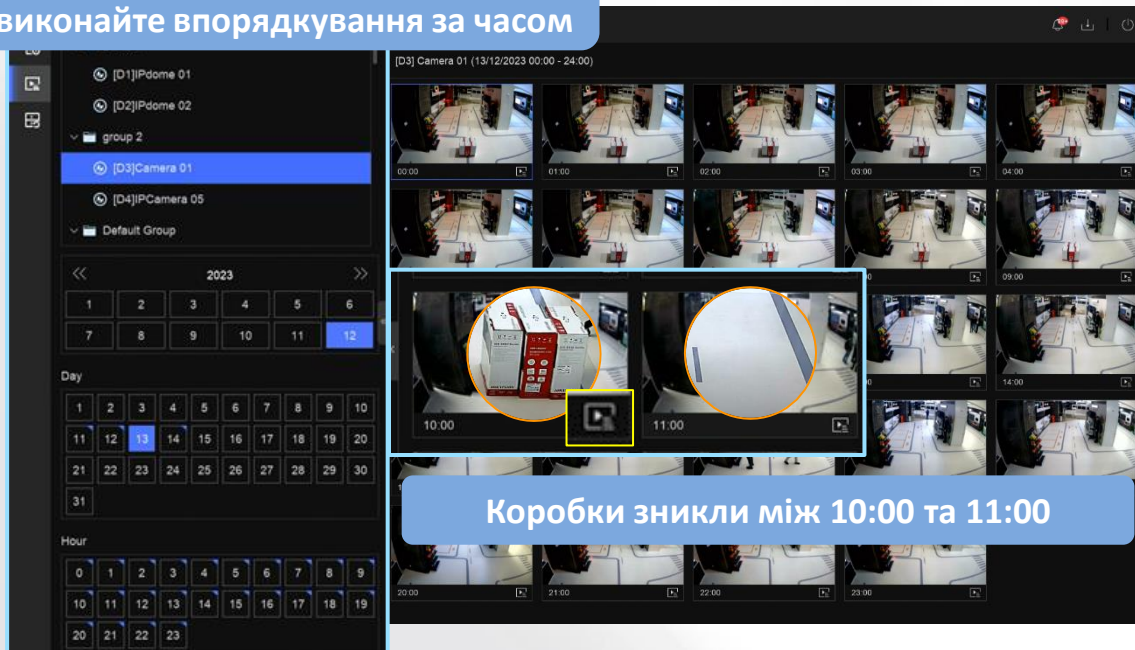 виконайте впорядкування за часом
[D1]IPdome 01
[D2]IPdome 02
group 2
[D3]Camera 01
[D4]IPCamera 05
Default Group
2023
1 2 3 4 5 6
7 8 9 10 11 12
Day
1 2 3 4 5 6 7 8 9 10
11 12 13 14 15 16 17 18 19 20
21 22 23 24 25 26 27 28 29 30
31
Hour
0 1 2 3 4 5 6 7 8 9
10 11 12 13 14 15 16 17 18 19
20 21 22 23
[D3] Camera 01 (13/12/2023 00:00 - 24:00)
00:00 01:00 02:00 03:00 04:00
09:00
10:00 11:00
14:00
Коробки зникли між 10:00 та 11:00
20:00 21:00 22:00 23:00